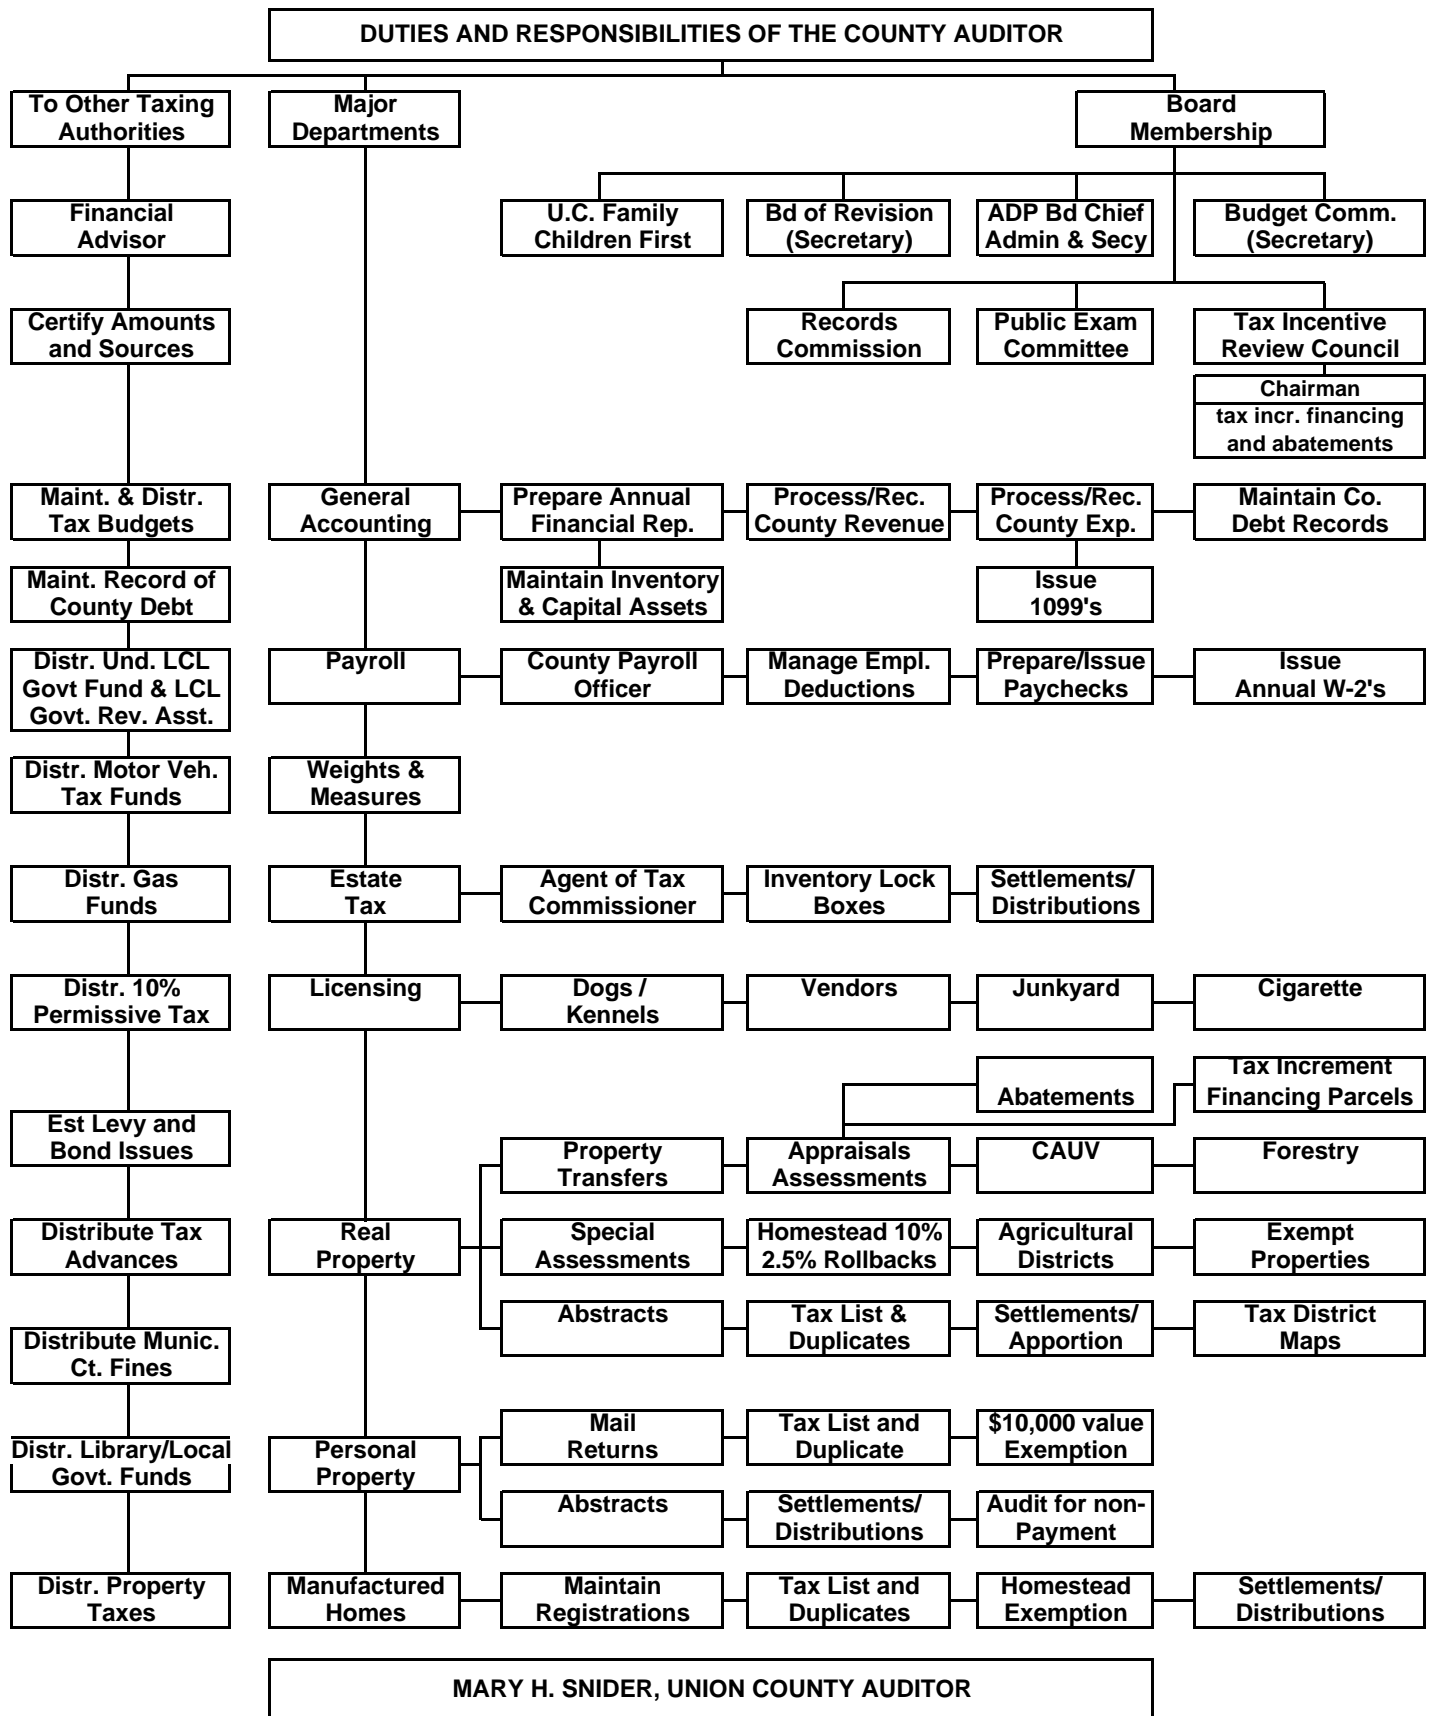 DUTIES AND RESPONSIBILITIES OF THE COUNTY AUDITOR
To Other Taxing
Authorities
Major
Departments
Board
Membership
Financial
Advisor
U.C. Family
Children First
Bd of Revision
(Secretary)
ADP Bd Chief
Admin & Secy
Budget Comm.
(Secretary)
Certify Amounts
and Sources
Records
Commission
Public Exam
Committee
Tax Incentive
Review Council
Chairman
tax incr. financing
and abatements
Maint. & Distr.
Tax Budgets
General
Accounting
Prepare Annual
Financial Rep.
Process/Rec.
County Revenue
Process/Rec.
County Exp.
Maintain Co.
Debt Records
Maint. Record of
County Debt
Maintain Inventory
& Capital Assets
Issue
1099's
Distr. Und. LCL
Govt Fund & LCL
Govt. Rev. Asst.
Payroll
County Payroll
Officer
Manage Empl.
Deductions
Prepare/Issue
Paychecks
Issue
Annual W-2's
Distr. Motor Veh.
Tax Funds
Weights &
Measures
Distr. Gas
Funds
Estate
Tax
Agent of Tax
Commissioner
Inventory Lock
Boxes
Settlements/
Distributions
Distr. 10%
Permissive Tax
Licensing
Dogs /
Kennels
Vendors
Junkyard
Cigarette
Abatements
Tax Increment
Financing Parcels
Est Levy and
Bond Issues
Property
Transfers
Appraisals
Assessments
CAUV
Forestry
Distribute Tax
Advances
Real
Property
Special
Assessments
Homestead 10%
2.5% Rollbacks
Agricultural
Districts
Exempt
Properties
Abstracts
Tax List &
Duplicates
Settlements/
Apportion
Tax District
Maps
Distribute Munic.
Ct. Fines
Mail
Returns
Tax List and
Duplicate
$10,000 value
Exemption
Distr. Library/Local
Govt. Funds
Personal
Property
Abstracts
Settlements/
Distributions
Audit for non-
Payment
Distr. Property
Taxes
Manufactured
Homes
Maintain
Registrations
Tax List and
Duplicates
Homestead
Exemption
Settlements/
Distributions
MARY H. SNIDER, UNION COUNTY AUDITOR